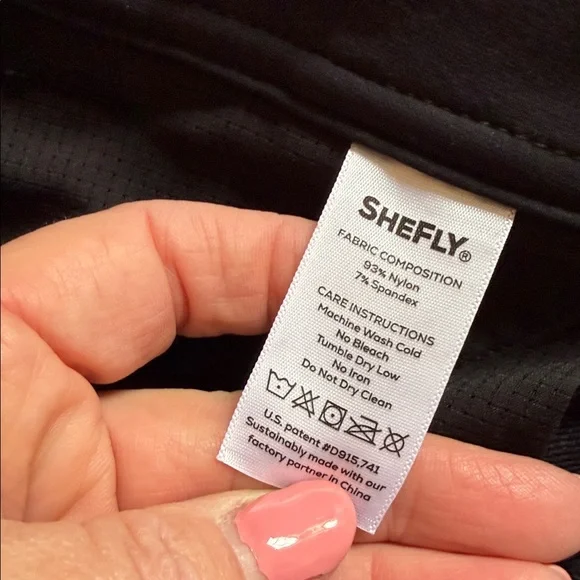 SHEFLY®
FABRIC COMPOSITION
93% Nylon
7% Spandex
CARE INSTRUCTIONS
Machine Wash Cold
No Bleach
Tumble Dry Low
No Iron
Do Not Dry Clean
U.S. patent #D915,741
Sustainably made with our
factory partner in China